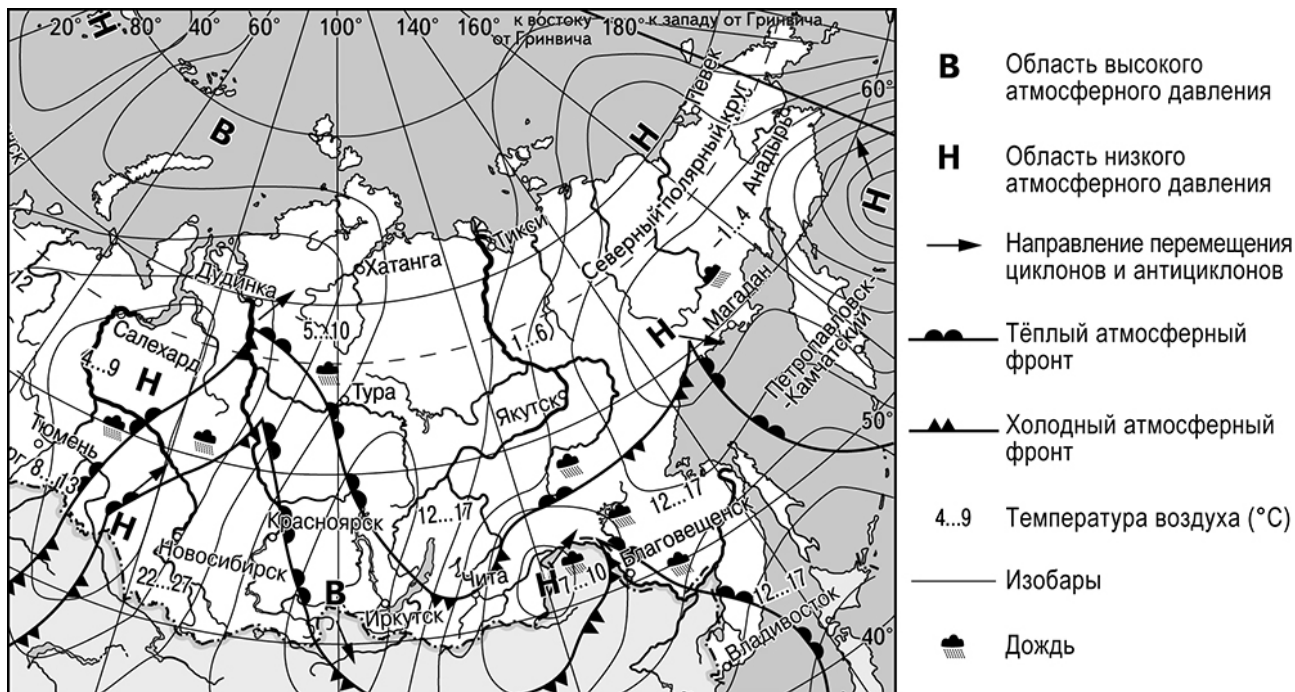 20° 80° 40° 60° 100° 140° 120° 160° 180°
к востоку
от Гринвича
к западу от Гринвича
Н
В
Н
Певек
60°
Северный полярный круг
Анадырь
Н
Тикси
Хатанга
-1...4
12
Дудинка
Магадан
5...10
1...6
Салехард
Н
Петропавловск-
-Камчатский
4...9
Н
Тура
Якутск
50°
Тюмень
8...13
12...17
12...17
Красноярск
Н
Новосибирск
Благовещенск
Чита
22...27
В
Н
7...10
12...17
Иркутск
Владивосток
40°
В
Область высокого
атмосферного давления
Н
Область низкого
атмосферного давления
Направление перемещения
циклонов и антициклонов
Тёплый атмосферный
фронт
Холодный атмосферный
фронт
4...9
Температура воздуха (°С)
Изобары
Дождь